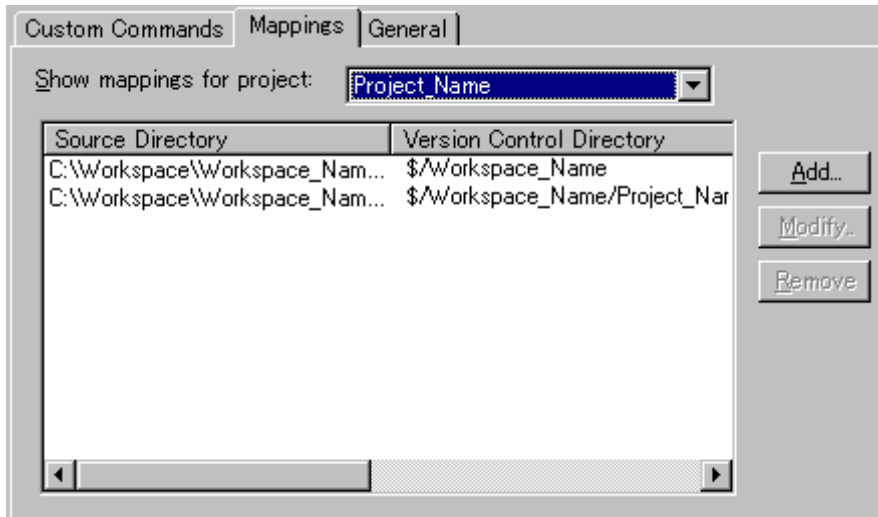 Custom Commands Mappings General
Show mappings for project: Project_Name
Source Directory Version Control Directory
C:\Workspace\Workspace_Nam... $/Workspace_Name
C:\Workspace\Workspace_Nam... $/Workspace_Name/Project_Nar
Add...
Modify..
Remove